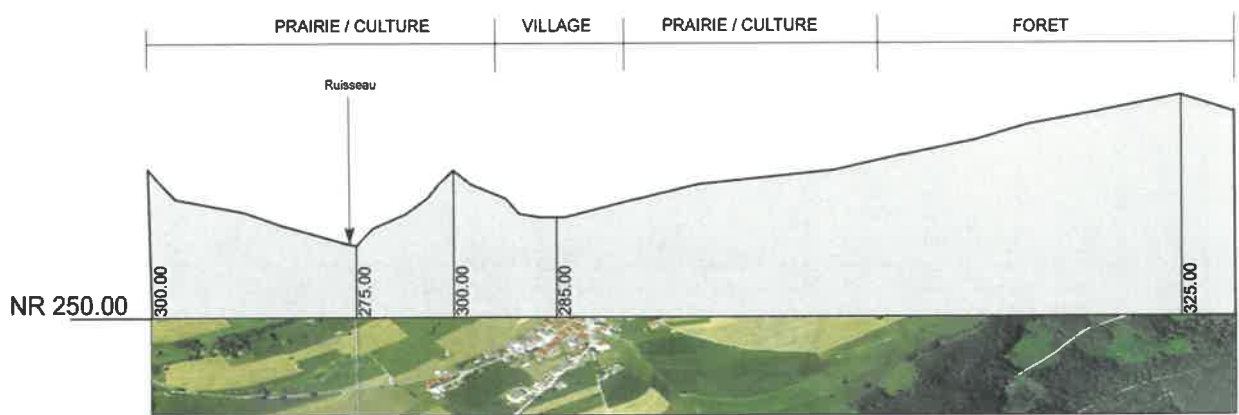 PRAIRIE / CULTURE VILLAGE PRAIRIE / CULTURE FORET
Ruisseau
300.00
275.00
300.00
285.00
325.00
NR 250.00